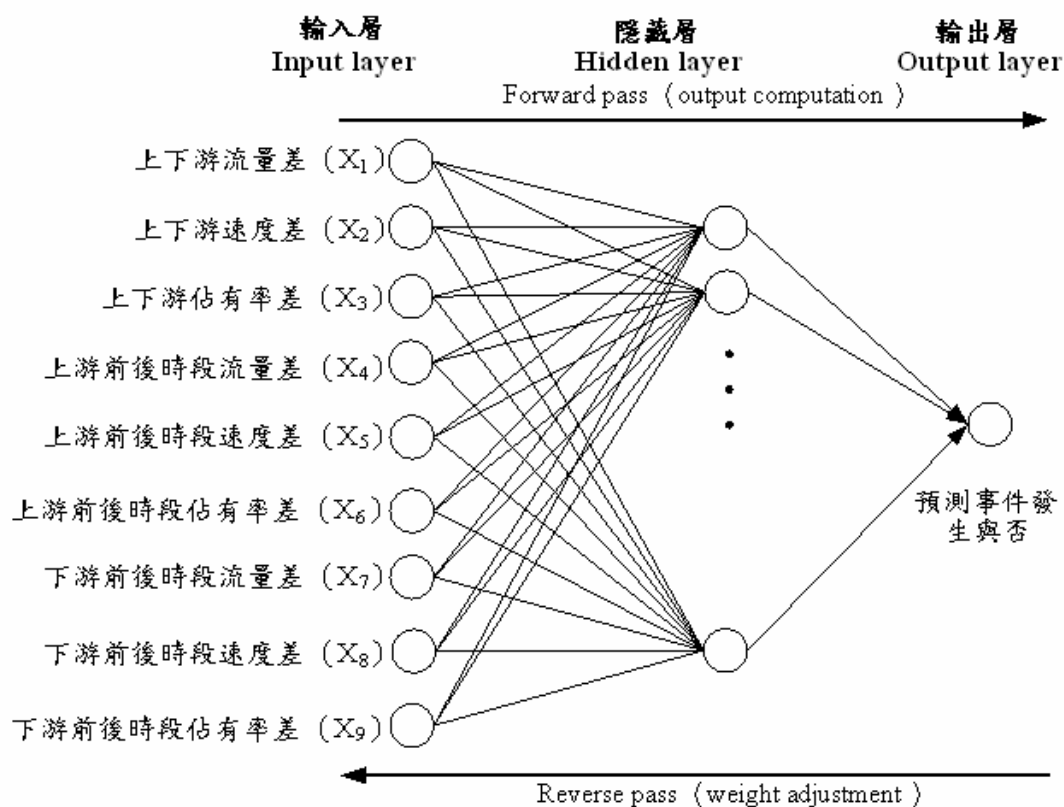 輸入層
Input layer
隱藏層
Hidden layer
輸出層
Output layer
Forward pass（output computation）
上下游流量差（X₁）
上下游速度差（X₂）
上下游佔有率差（X₃）
上游前後時段流量差（X₄）
上游前後時段速度差（X₅）
上游前後時段佔有率差（X₆）
下游前後時段流量差（X₇）
下游前後時段速度差（X₈）
下游前後時段佔有率差（X₉）
預測事件發
生與否
Reverse pass（weight adjustment）